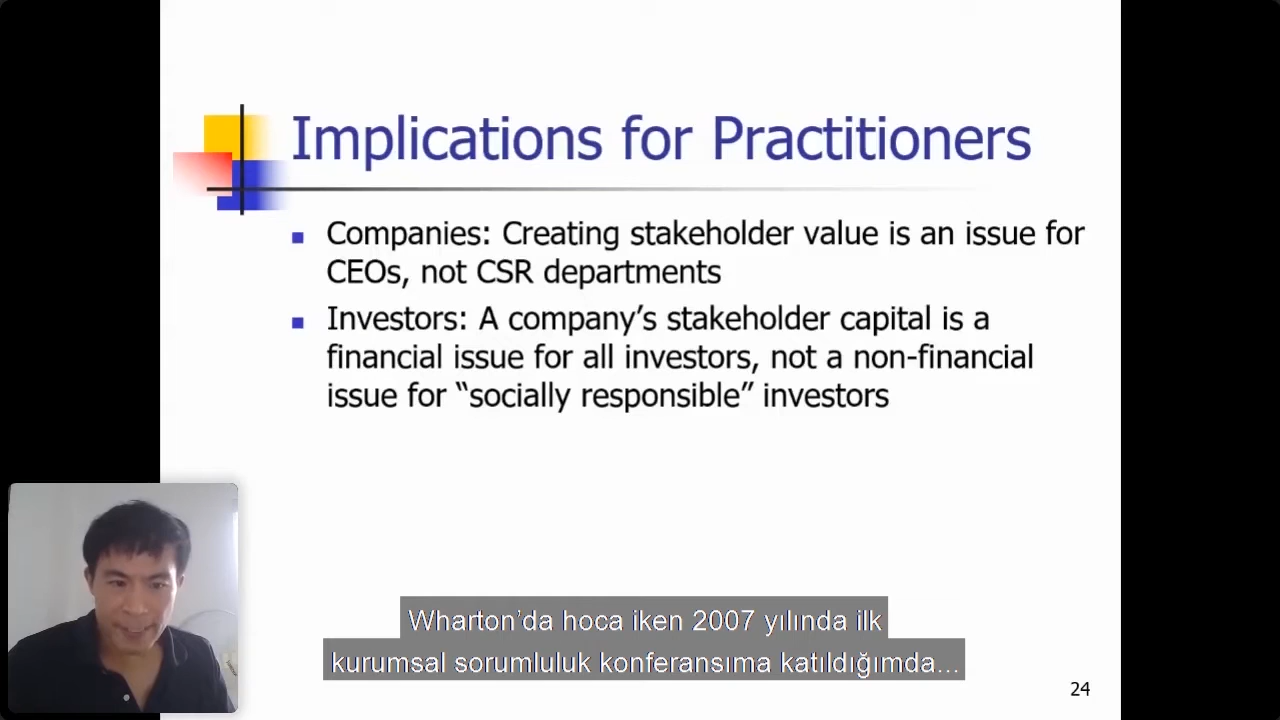 Implications for Practitioners
Companies: Creating stakeholder value is an issue for
CEOs, not CSR departments
Investors: A company’s stakeholder capital is a
financial issue for all investors, not a non-financial
issue for “socially responsible” investors
Wharton’da hoca iken 2007 yılında ilk
kurumsal sorumluluk konferansıma katıldığımda...
24